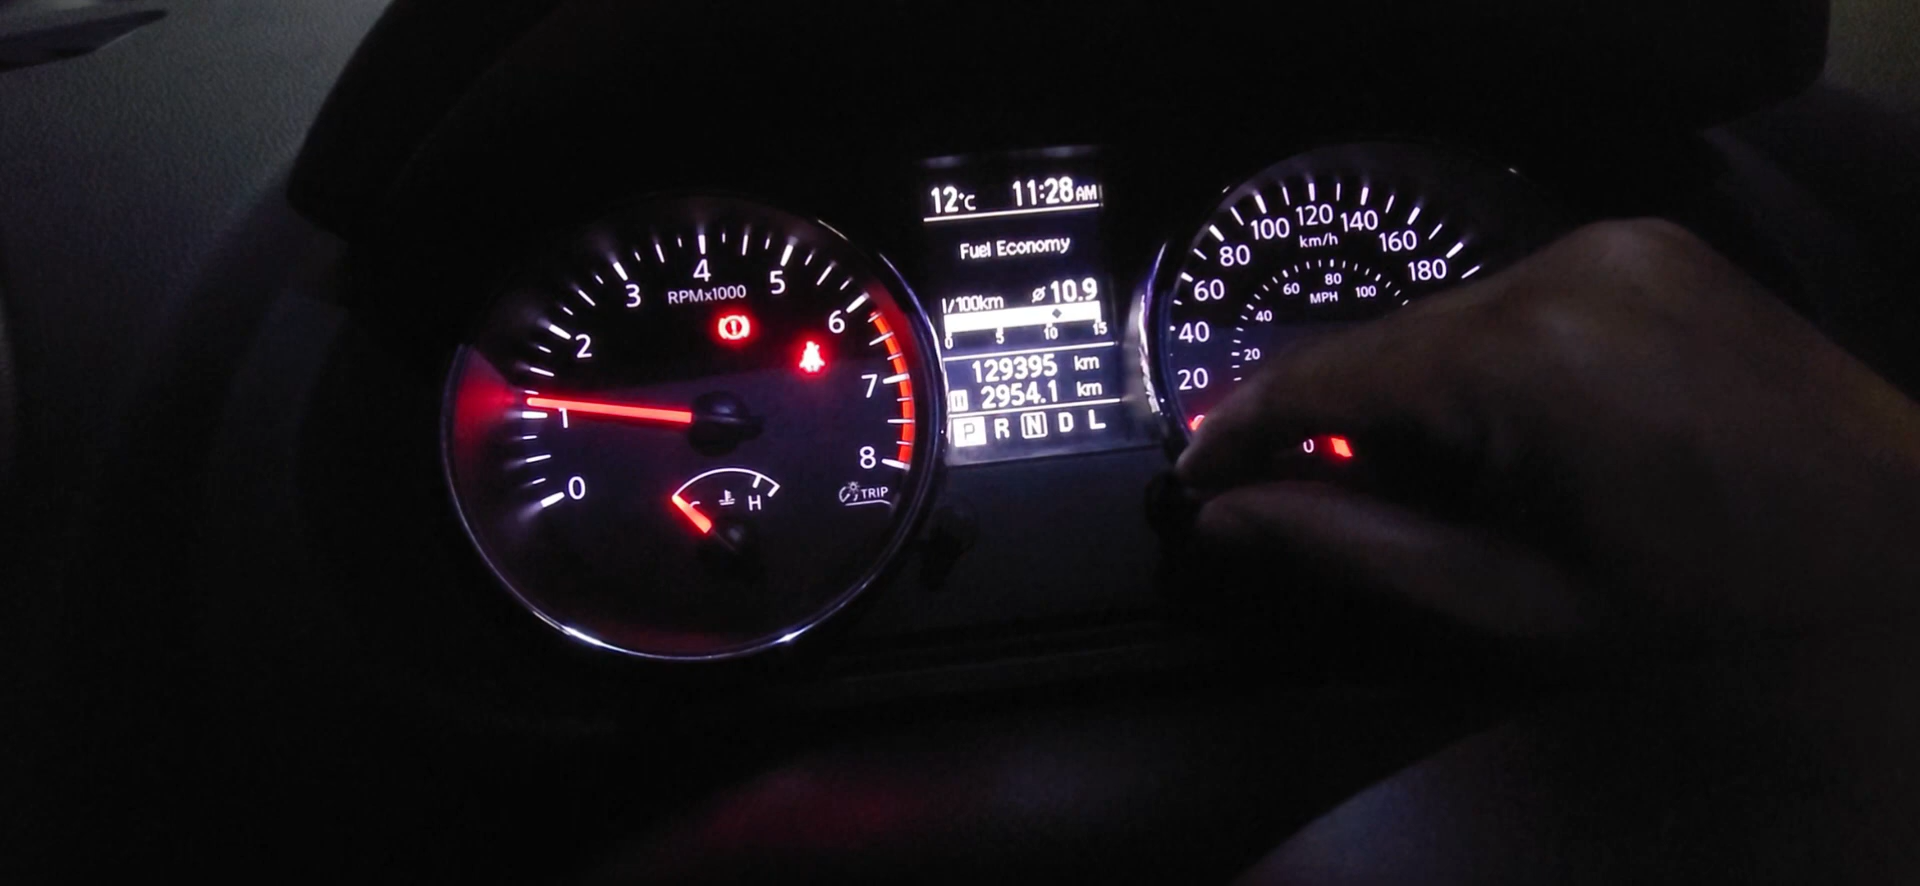 0
1
2
3
4
5
6
7
8
RPMx1000
C H
TRIP
12°C 11:28AM
Fuel Economy
l/100km ⌀10.9
0 5 10 15
129395 km
2954.1 km
P R N D L
20
40
60
80
100
120
140
160
180
km/h
20
40
60
80
100
MPH
0